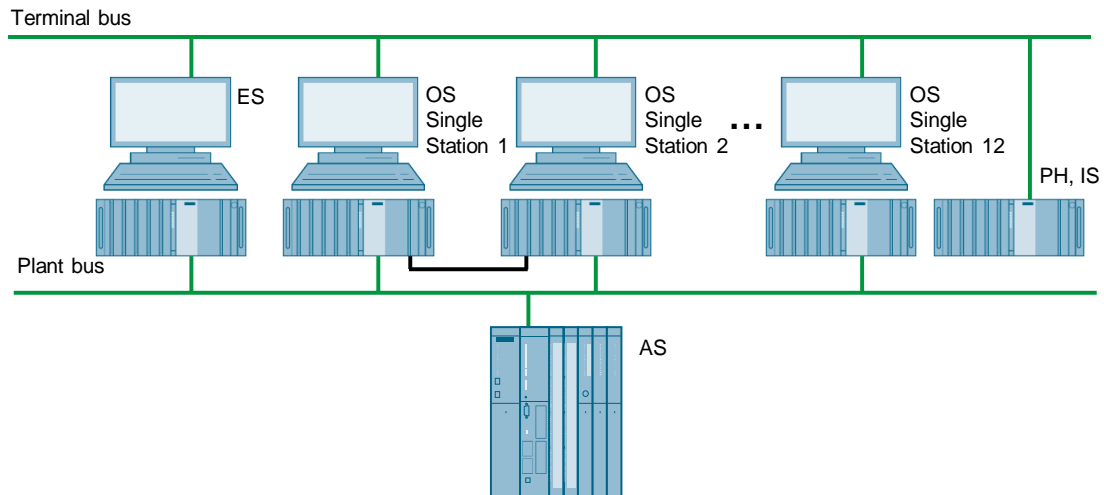 Terminal bus
ES
OS
Single
Station 1
OS
Single
Station 2
...
OS
Single
Station 12
PH, IS
Plant bus
AS